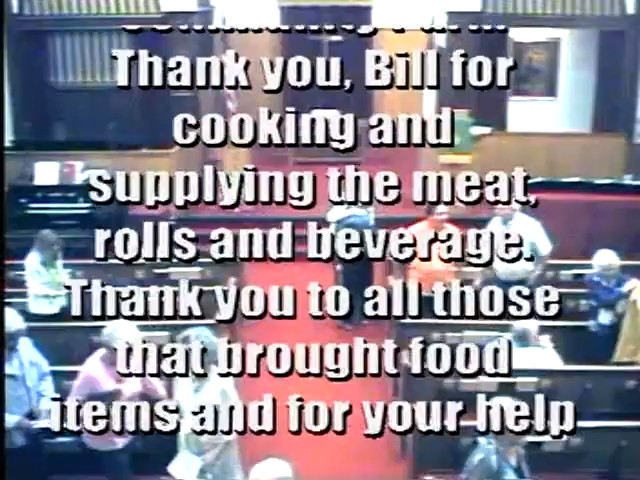 Thank you, Bill for
cooking and
supplying the meat,
rolls and beverage.
Thank you to all those
that brought food
items and for your help